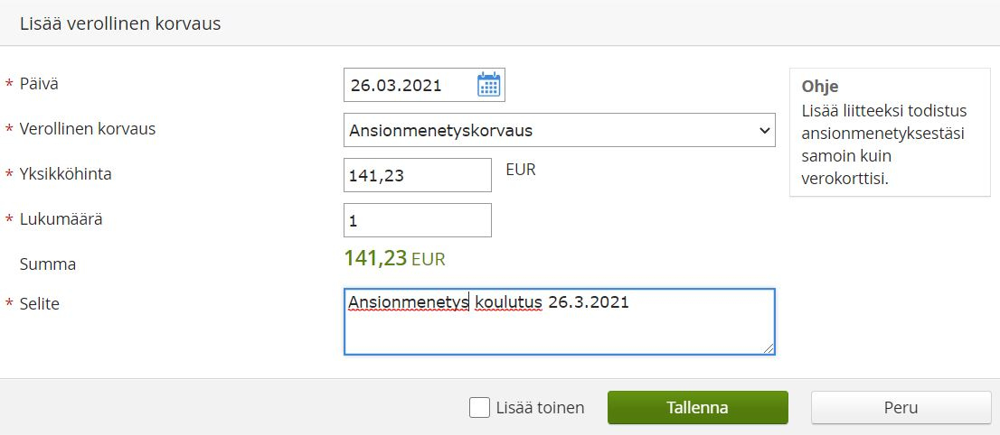 Lisää verollinen korvaus
* Päivä 26.03.2021
* Verollinen korvaus Ansionmenetyskorvaus
* Yksikköhinta 141,23 EUR
* Lukumäärä 1
Summa 141,23 EUR
* Selite Ansionmenetys koulutus 26.3.2021
Ohje
Lisää liitteeksi todistus
ansionmenetyksestäsi
samoin kuin
verokorttisi.
Lisää toinen Tallenna Peru